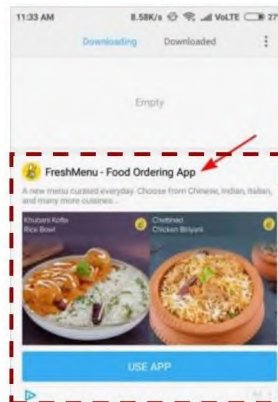 11:33 AM 8.58K/s VoLTE 27
Downloading Downloaded
Empty
FreshMenu - Food Ordering App
A new menu curated everyday. Choose from Chinese, Indian, Italian,
and many more cuisines...
Khubani Kofta
Rice Bowl
Chettinad
Chicken Biriyani
USE APP